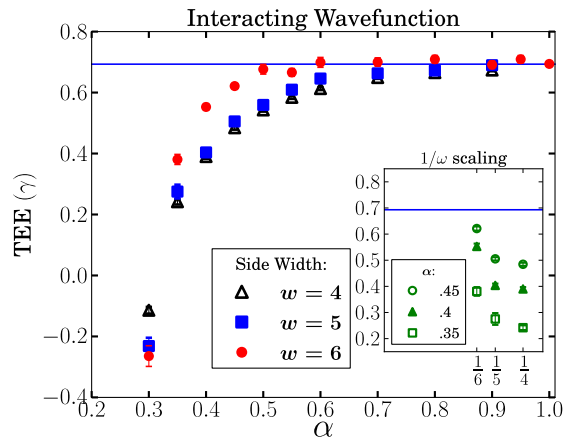 Interacting Wavefunction
TEE (γ)
0.8
0.6
0.4
0.2
0.0
−0.2
−0.4
0.2 0.3 0.4 0.5 0.6 0.7 0.8 0.9 1.0
α
Side Width:
w = 4
w = 5
w = 6
1/ω scaling
0.8
0.7
0.6
0.5
0.4
0.3
0.2
α:
.45
.4
.35
1/6 1/5 1/4